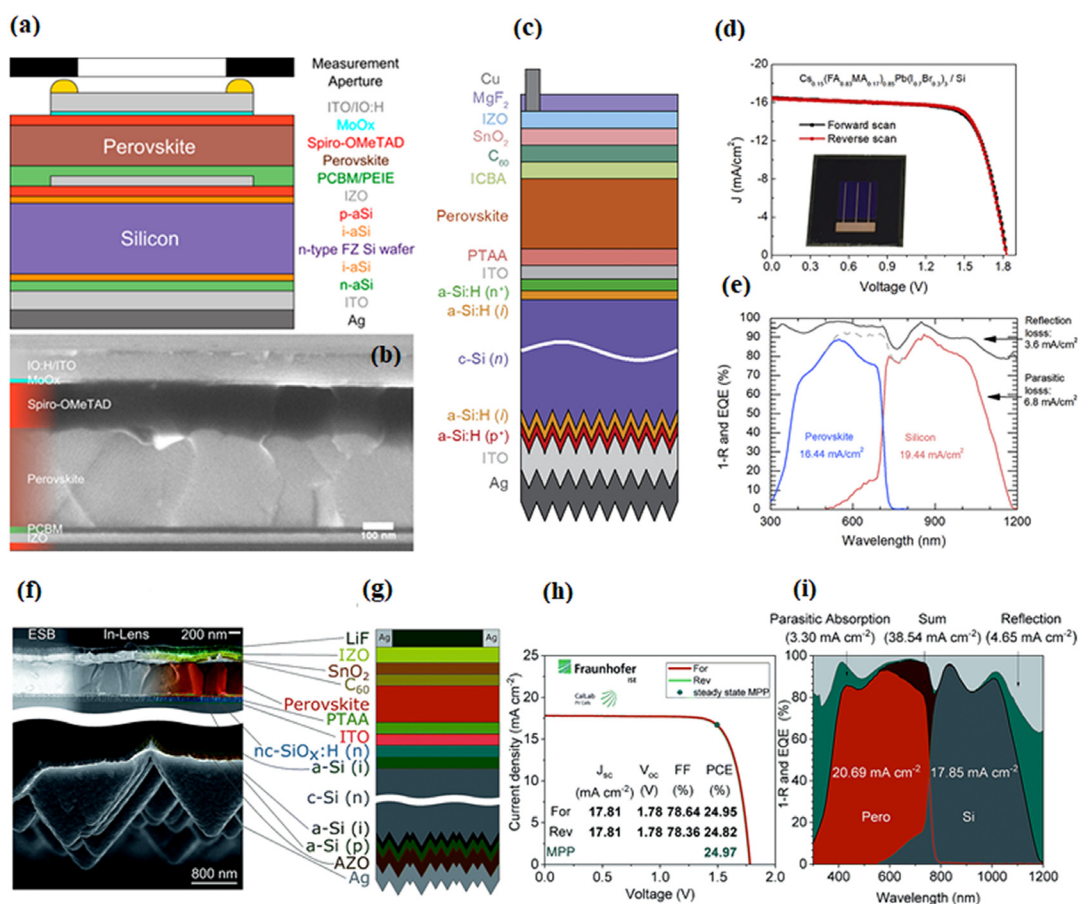 (a)
Measurement
Aperture
ITO/IO:H
MoOx
Spiro-OMeTAD
Perovskite
PCBM/PEIE
IZO
p-aSi
i-aSi
n-type FZ Si wafer
i-aSi
n-aSi
ITO
Ag
Perovskite
Silicon
(b)
IO:H/ITO
MoOx
Spiro-OMeTAD
Perovskite
PCBM
IZO
100 nm
(c)
Cu
MgF2
IZO
SnO2
C60
ICBA
Perovskite
PTAA
ITO
a-Si:H (n+)
a-Si:H (i)
c-Si (n)
a-Si:H (i)
a-Si:H (p+)
ITO
Ag
(d)
-20
-16
-12
-8
-4
0
J (mA/cm2)
Cs0.15(FA0.83MA0.17)0.85Pb(I0.7Br0.3)3 / Si
Forward scan
Reverse scan
0.0 0.3 0.6 0.9 1.2 1.5 1.8
Voltage (V)
(e)
100
90
80
70
60
50
40
30
20
10
0
1-R and EQE (%)
Reflection
losss:
3.6 mA/cm2
Parasitic
losss:
6.8 mA/cm2
Perovskite
16.44 mA/cm2
Silicon
19.44 mA/cm2
300 600 900 1200
Wavelength (nm)
(f)
ESB In-Lens 200 nm
800 nm
LiF
IZO
SnO2
C60
Perovskite
PTAA
ITO
nc-SiOx:H (n)
a-Si (i)
c-Si (n)
a-Si (i)
a-Si (p)
AZO
Ag
(g)
Ag Ag
(h)
Fraunhofer
ISE
CalLab
PV Cells
For
Rev
steady state MPP
Current density (mA cm-2)
25
20
15
10
5
0
Jsc Voc FF PCE
(mA cm-2) (V) (%) (%)
For 17.81 1.78 78.64 24.95
Rev 17.81 1.78 78.36 24.82
MPP 24.97
0.0 0.5 1.0 1.5 2.0
Voltage (V)
(i)
Parasitic Absorption Sum Reflection
(3.30 mA cm-2) (38.54 mA cm-2) (4.65 mA cm-2)
100
80
60
40
20
0
1-R and EQE (%)
20.69 mA cm-2 17.85 mA cm-2
Pero Si
400 600 800 1000 1200
Wavelength (nm)